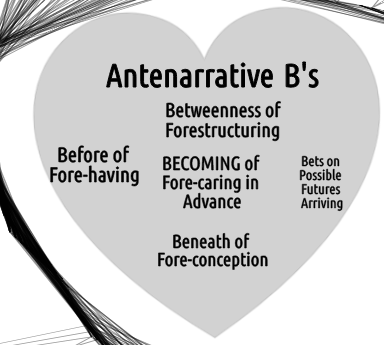 Antenarrative B's
Betweenness of
Forestructuring
Before of
Fore-having
BECOMING of
Fore-caring in
Advance
Bets on
Possible
Futures
Arriving
Beneath of
Fore-conception